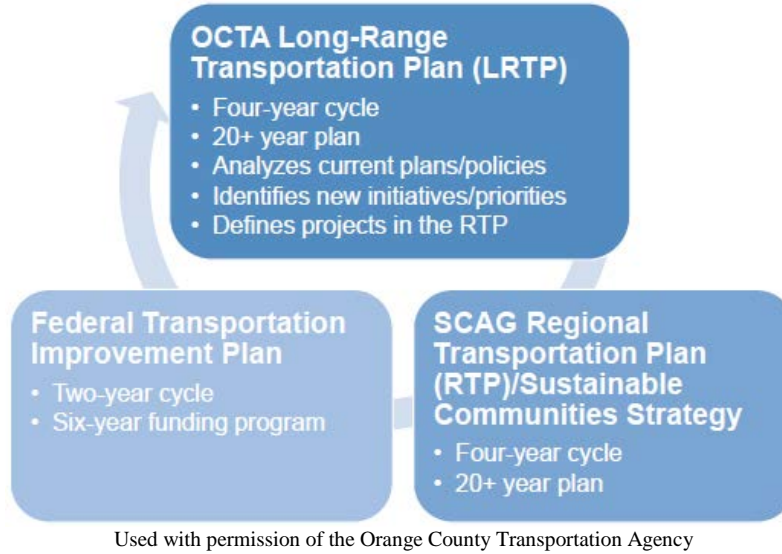 OCTA Long-Range
Transportation Plan (LRTP)
• Four-year cycle
• 20+ year plan
• Analyzes current plans/policies
• Identifies new initiatives/priorities
• Defines projects in the RTP
Federal Transportation
Improvement Plan
• Two-year cycle
• Six-year funding program
SCAG Regional
Transportation Plan
(RTP)/Sustainable
Communities Strategy
• Four-year cycle
• 20+ year plan
Used with permission of the Orange County Transportation Agency